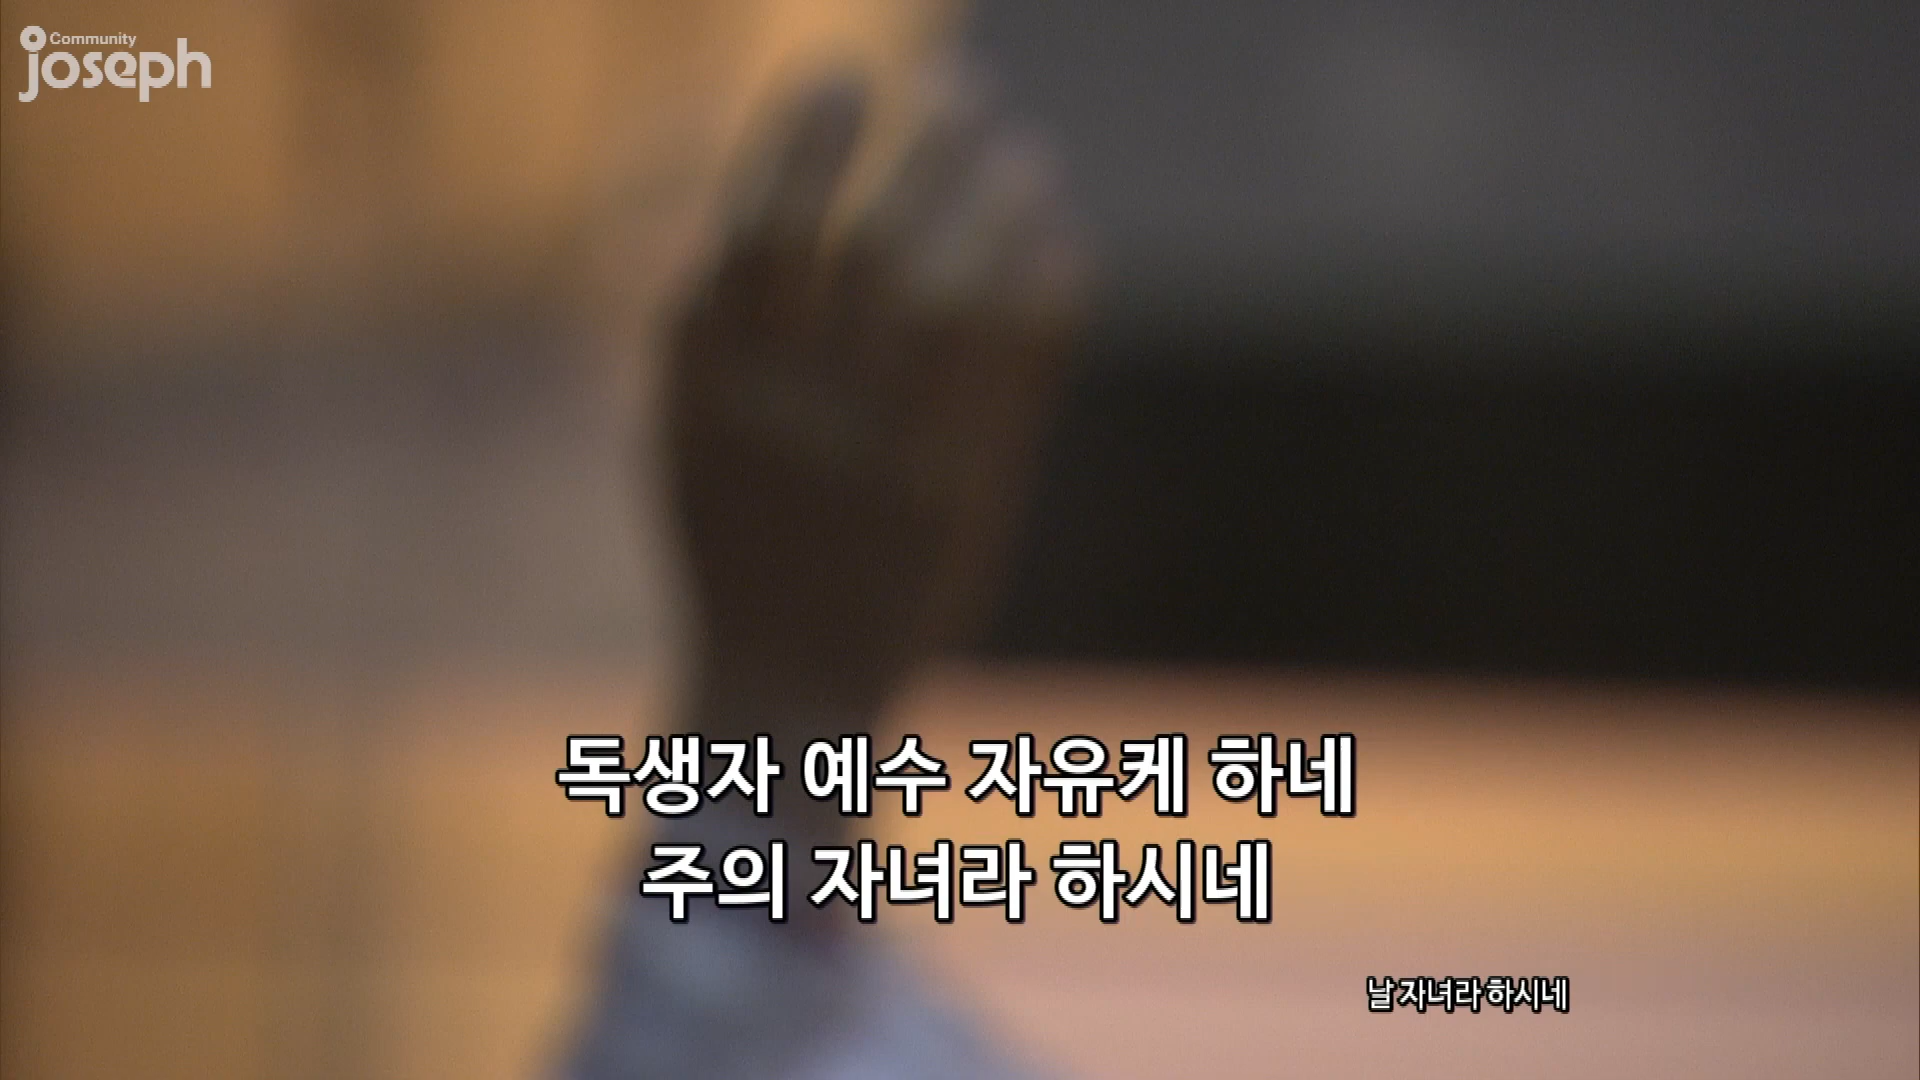 Community
joseph
독생자 예수 자유케 하네
주의 자녀라 하시네
날 자녀라 하시네